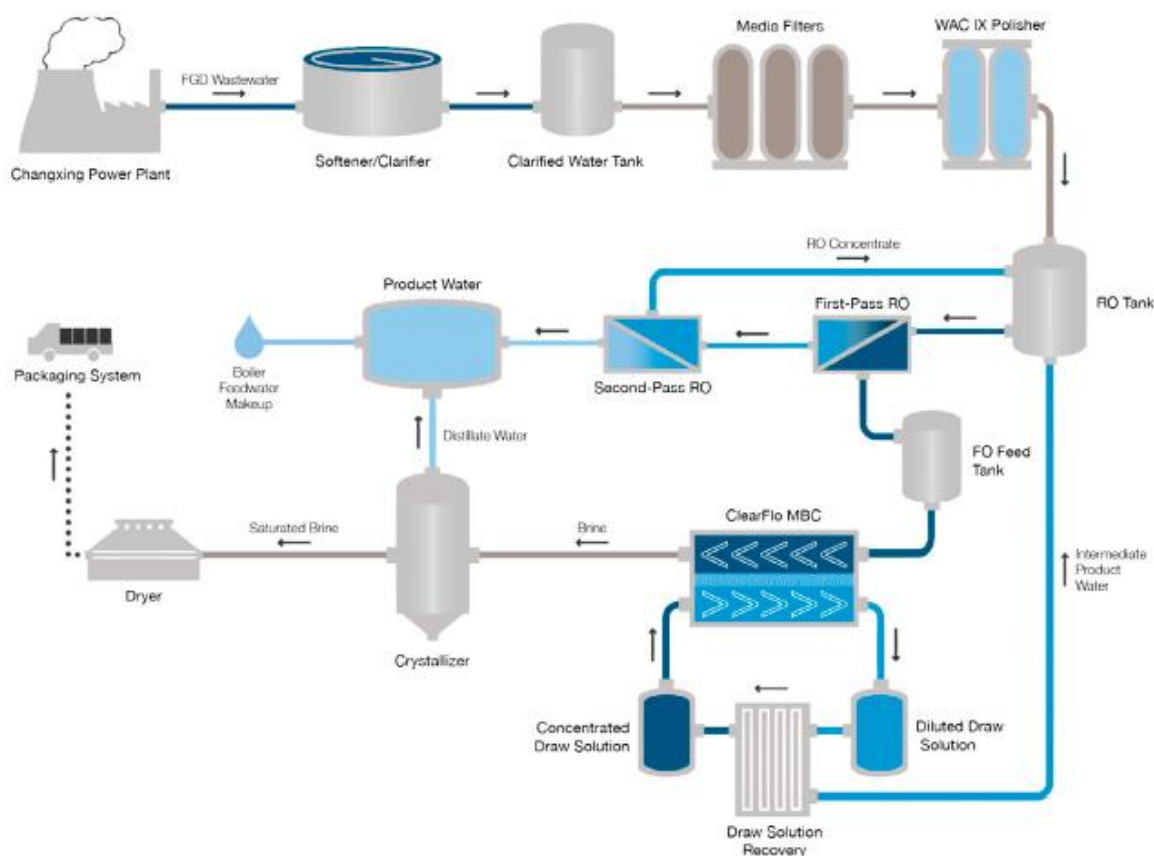 Media Filters
WAC IX Polisher
FGD Wastewater
Softener/Clarifier
Clarified Water Tank
Changxing Power Plant
RO Concentrate
Product Water
First-Pass RO
RO Tank
Packaging System
Boiler
Feedwater
Makeup
Second-Pass RO
Distillate Water
FO Feed
Tank
ClearFlo MBC
Saturated Brine
Brine
Intermediate
Product
Water
Dryer
Crystallizer
Concentrated
Draw Solution
Diluted Draw
Solution
Draw Solution
Recovery